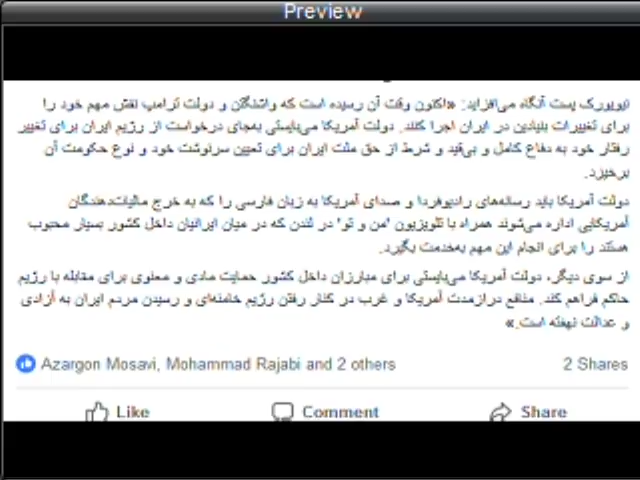 Preview
نیویورک پست آنگاه می‌افزاید: «اکنون وقت آن رسیده است که واشنگتن و دولت ترامپ نقش مهم خود را
برای تغییرات بنیادین در ایران اجرا کنند. دولت آمریکا می‌بایستی به‌جای درخواست از رژیم ایران برای تغییر
رفتار خود به دفاع کامل و بی‌قید و شرط از حق ملت ایران برای تعیین سرنوشت خود و نوع حکومت آن
برخیزد.
دولت آمریکا باید رسانه‌های رادیوفردا و صدای آمریکا به زبان فارسی را که به خرج مالیات‌دهندگان
آمریکایی اداره می‌شوند همراه با تلویزیون 'من و تو' در لندن که در میان ایرانیان داخل کشور بسیار محبوب
هستند را برای انجام این مهم به‌خدمت بگیرد.
از سوی دیگر، دولت آمریکا می‌بایستی برای مبارزان داخل کشور حمایت مادی و معنوی برای مقابله با رژیم
حاکم فراهم کند. منافع درازمدت آمریکا و غرب در کنار رفتن رژیم خامنه‌ای و رسیدن مردم ایران به آزادی
و عدالت نهفته است.»
Azargon Mosavi, Mohammad Rajabi and 2 others 2 Shares
Like Comment Share